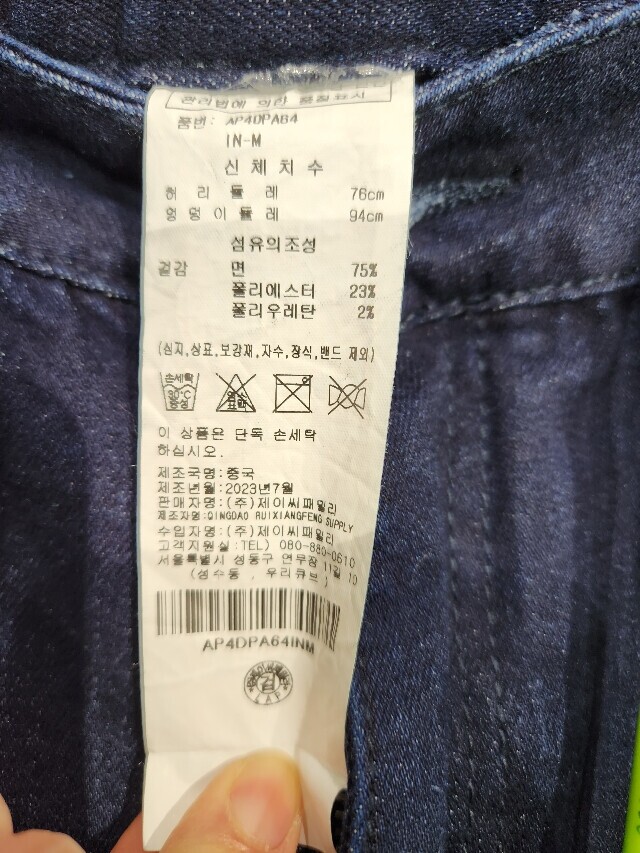 관리법에 의한 품질표시
품번: AP4DPA64
IN-M
신체치수
허리둘레 76cm
엉덩이둘레 94cm
섬유의조성
겉감 면 75%
폴리에스터 23%
폴리우레탄 2%
(심지,상표,보강재,자수,장식,밴드 제외)
손세탁
30℃
중성
염소
표백
이 상품은 단독 손세탁
하십시오.
제조국명:중국
제조년월:2023년7월
판매자명:(주)제이씨패밀리
제조자명:QINGDAO RUIXIANGFENG SUPPLY
수입자명:(주)제이씨패밀리
고객지원실:TEL) 080-880-0610
서울특별시 성동구 연무장 11길 10
(성수동 , 우리큐브)
AP4DPA64INM